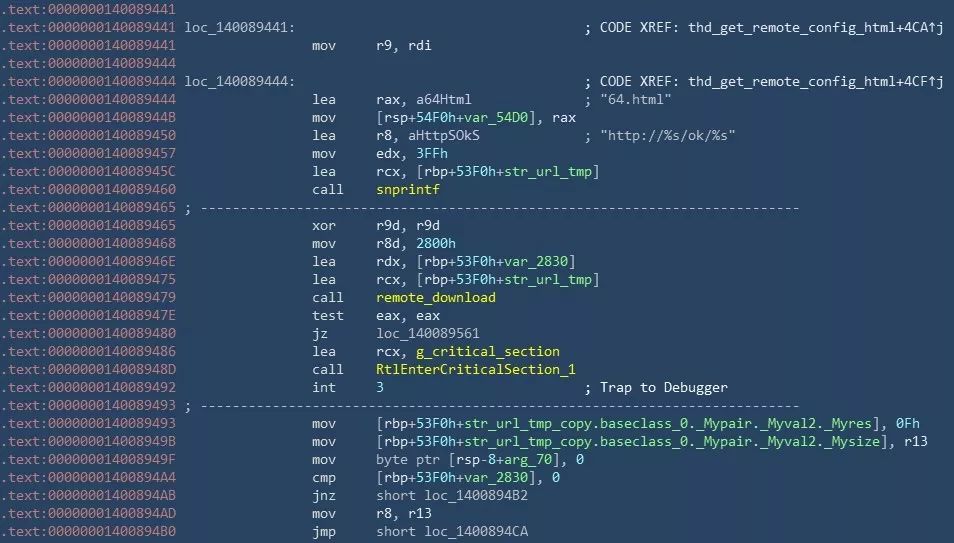 .text:0000000140089441
.text:0000000140089441 loc_140089441: ; CODE XREF: thd_get_remote_config_html+4CA↑j
.text:0000000140089441 mov r9, rdi
.text:0000000140089444
.text:0000000140089444 loc_140089444: ; CODE XREF: thd_get_remote_config_html+4CF↑j
.text:0000000140089444 lea rax, a64Html ; "64.html"
.text:000000014008944B mov [rsp+54F0h+var_54D0], rax
.text:0000000140089450 lea r8, aHttpSOkS ; "http://%s/ok/%s"
.text:0000000140089457 mov edx, 3FFh
.text:000000014008945C lea rcx, [rbp+53F0h+str_url_tmp]
.text:0000000140089460 call snprintf
.text:0000000140089465 ; ---------------------------------------------------------------------------
.text:0000000140089465 xor r9d, r9d
.text:0000000140089468 mov r8d, 2800h
.text:000000014008946E lea rdx, [rbp+53F0h+var_2830]
.text:0000000140089475 lea rcx, [rbp+53F0h+str_url_tmp]
.text:0000000140089479 call remote_download
.text:000000014008947E test eax, eax
.text:0000000140089480 jz loc_140089561
.text:0000000140089486 lea rcx, g_critical_section
.text:000000014008948D call RtlEnterCriticalSection_1
.text:0000000140089492 int 3 ; Trap to Debugger
.text:0000000140089493 ; ---------------------------------------------------------------------------
.text:0000000140089493 mov [rbp+53F0h+str_url_tmp_copy.baseclass_0._Mypair._Myval2._Myres], 0Fh
.text:000000014008949B mov [rbp+53F0h+str_url_tmp_copy.baseclass_0._Mypair._Myval2._Mysize], r13
.text:000000014008949F mov byte ptr [rsp-8+arg_70], 0
.text:00000001400894A4 cmp [rbp+53F0h+var_2830], 0
.text:00000001400894AB jnz short loc_1400894B2
.text:00000001400894AD mov r8, r13
.text:00000001400894B0 jmp short loc_1400894CA